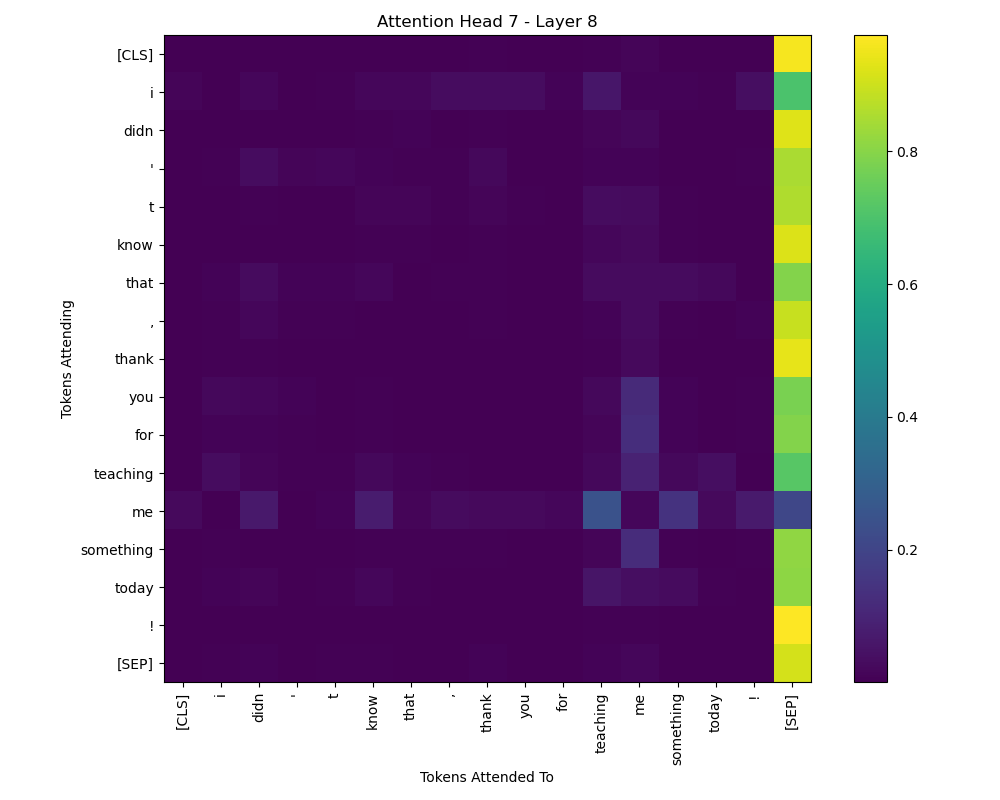 Attention Head 7 - Layer 8
Tokens Attending
[CLS]
i
didn
'
t
know
that
,
thank
you
for
teaching
me
something
today
!
[SEP]
[CLS]
i
didn
'
t
know
that
,
thank
you
for
teaching
me
something
today
!
[SEP]
Tokens Attended To
0.8
0.6
0.4
0.2